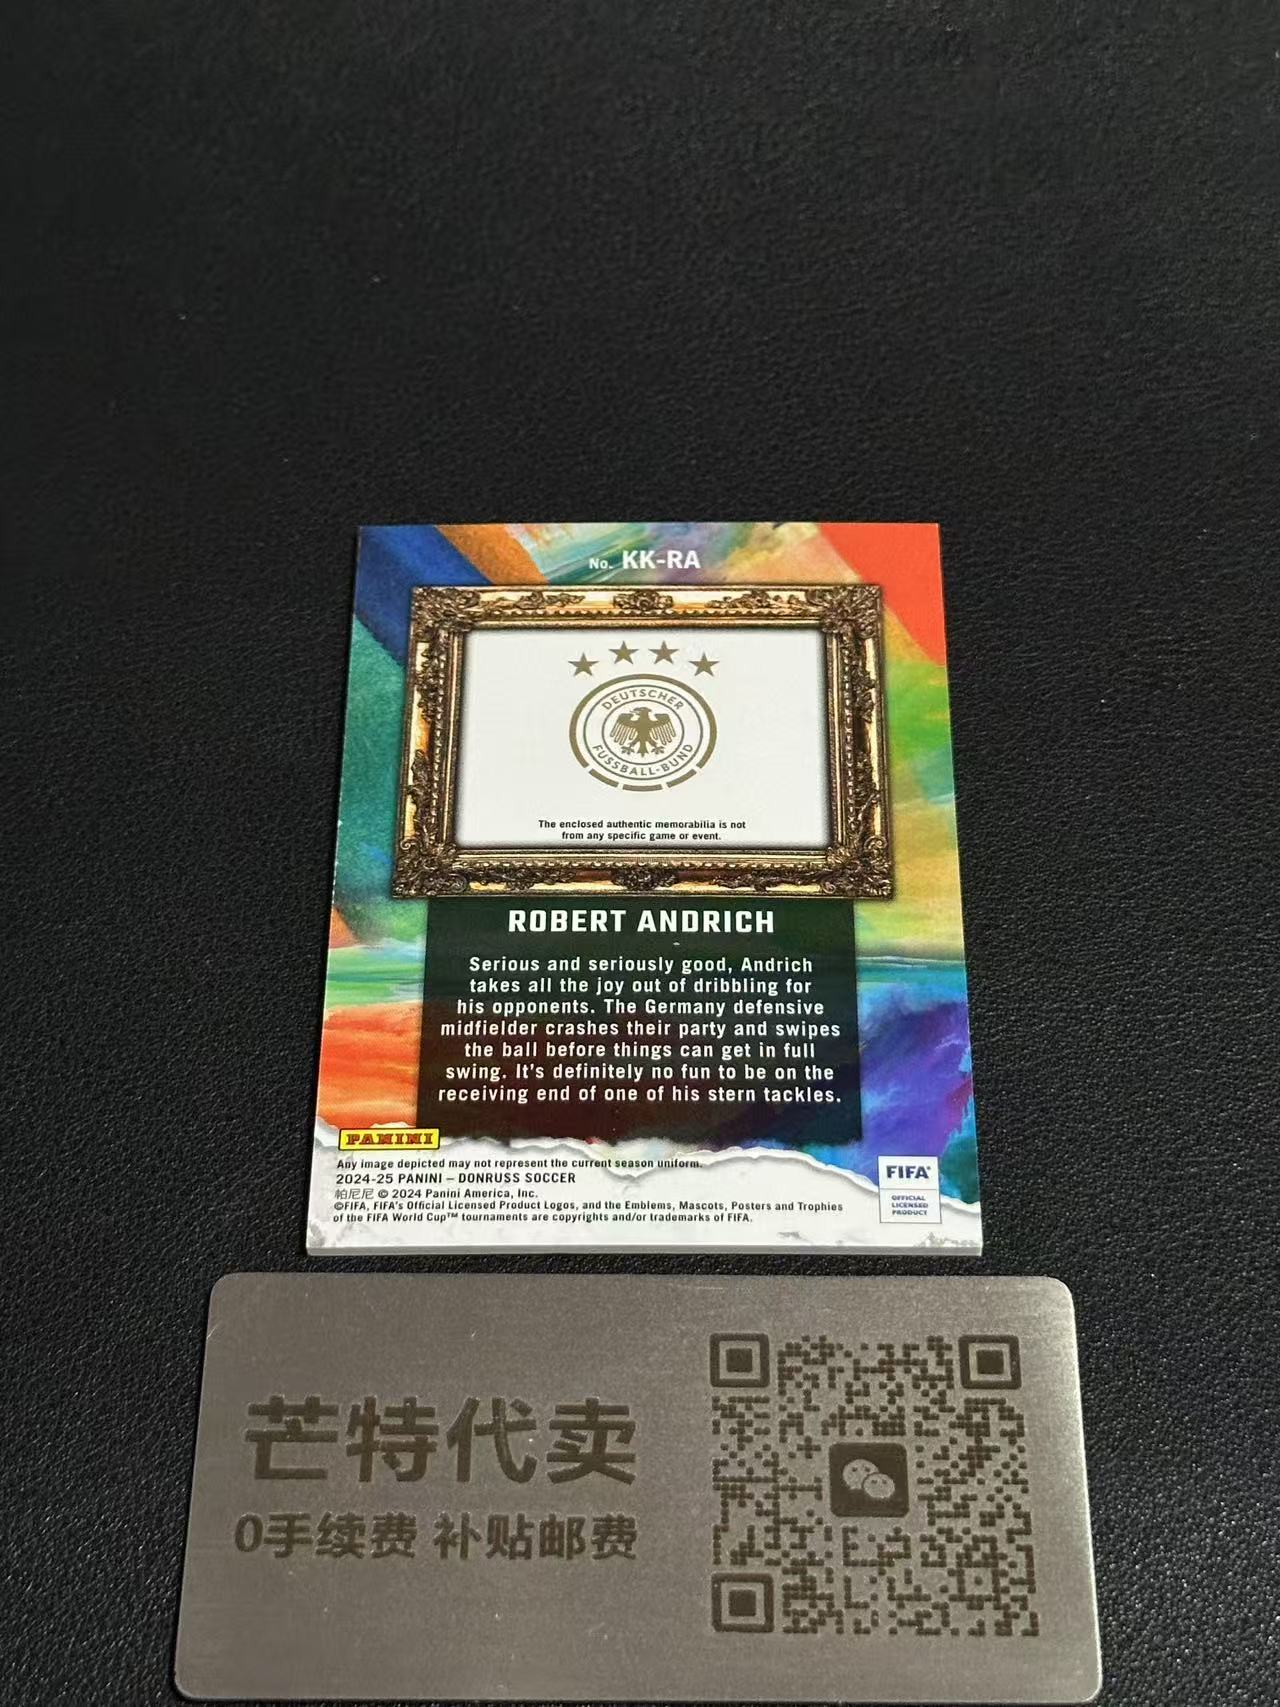 No. KK-RA
DEUTSCHER
FUSSBALL-BUND
The enclosed authentic memorabilia is not
from any specific game or event.
ROBERT ANDRICH
Serious and seriously good, Andrich
takes all the joy out of dribbling for
his opponents. The Germany defensive
midfielder crashes their party and swipes
the ball before things can get in full
swing. It's definitely no fun to be on the
receiving end of one of his stern tackles.
PANINI
Any image depicted may not represent the current season uniform.
2024-25 PANINI – DONRUSS SOCCER
帕尼尼 © 2024 Panini America, Inc.
©FIFA, FIFA's Official Licensed Product Logos, and the Emblems, Mascots, Posters and Trophies
of the FIFA World Cup™ tournaments are copyrights and/or trademarks of FIFA.
FIFA®
OFFICIAL
LICENSED
PRODUCT
芒特代卖
0手续费 补贴邮费